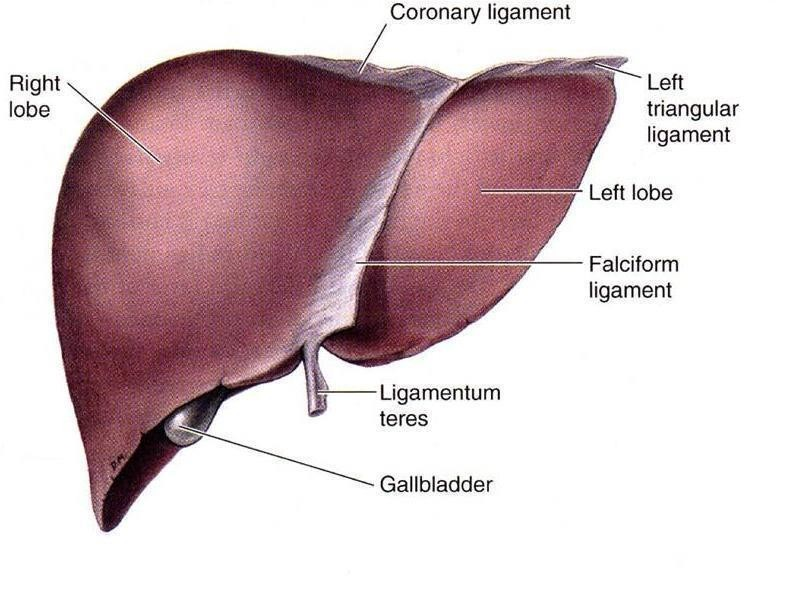 Coronary ligament
Right
lobe
Left
triangular
ligament
Left lobe
Falciform
ligament
Ligamentum
teres
Gallbladder